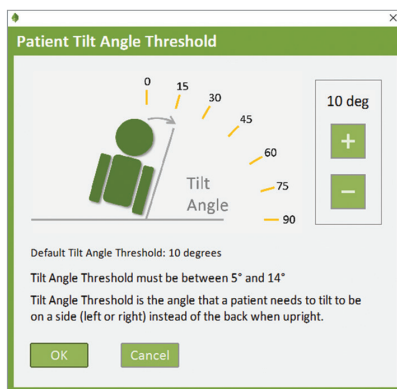 Patient Tilt Angle Threshold
0
15
30
45
60
75
90
Tilt
Angle
10 deg
+
−
Default Tilt Angle Threshold: 10 degrees
Tilt Angle Threshold must be between 5° and 14°
Tilt Angle Threshold is the angle that a patient needs to tilt to be
on a side (left or right) instead of the back when upright.
OK
Cancel